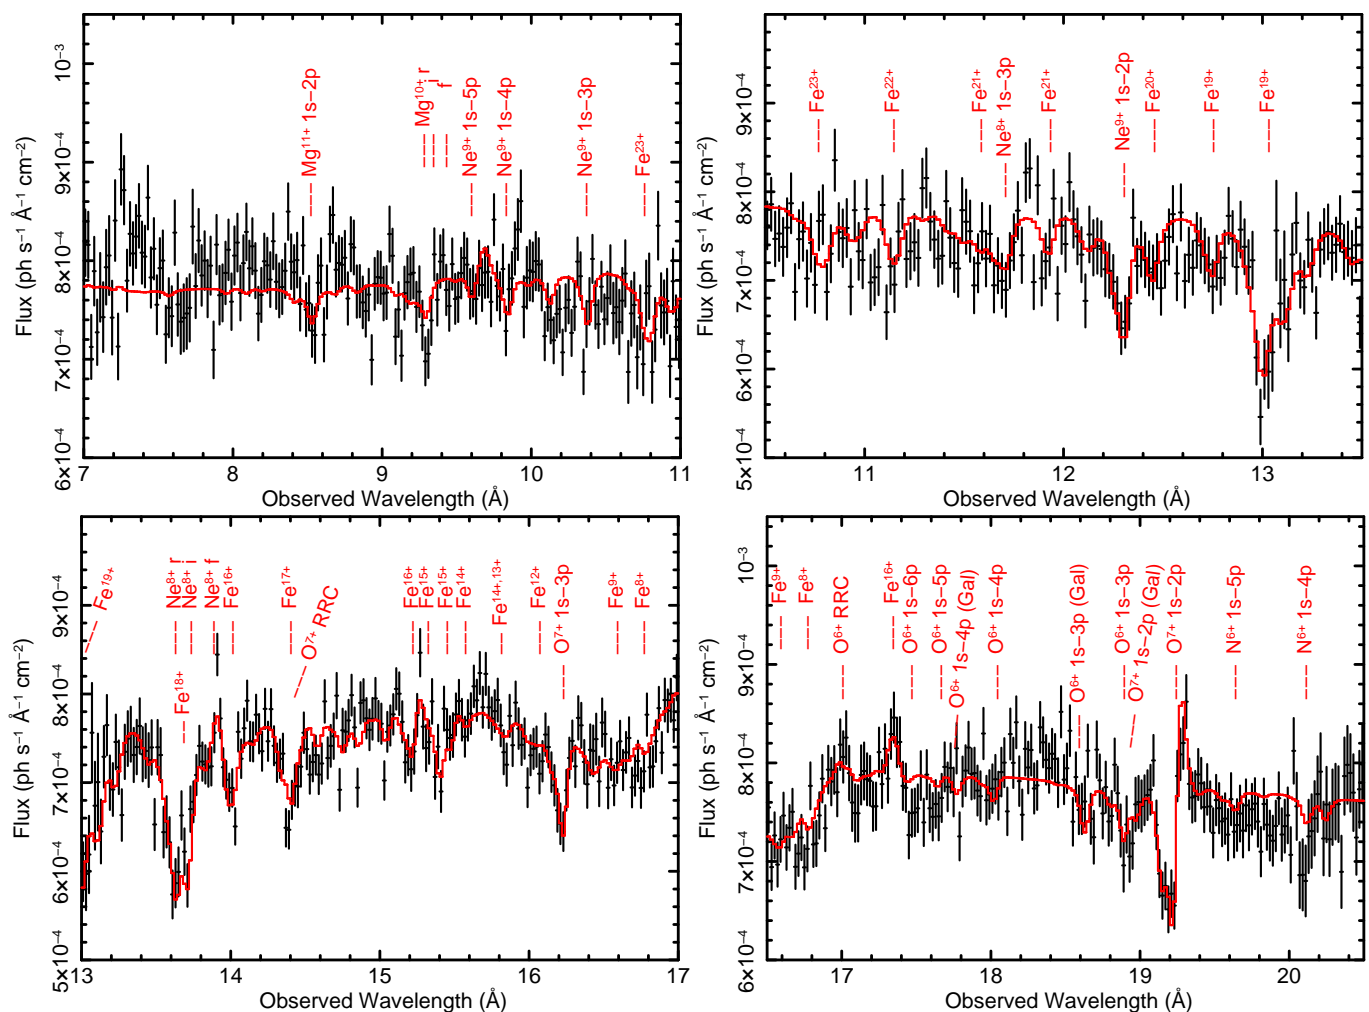 10⁻³
9×10⁻⁴
8×10⁻⁴
7×10⁻⁴
6×10⁻⁴
Flux (ph s⁻¹ Å⁻¹ cm⁻²)
Mg¹¹⁺ 1s−2p
Mg¹⁰⁺ r
i
f
Ne⁹⁺ 1s−5p
Ne⁹⁺ 1s−4p
Ne⁹⁺ 1s−3p
Fe²³⁺
7 8 9 10 11
Observed Wavelength (Å)
9×10⁻⁴
8×10⁻⁴
7×10⁻⁴
6×10⁻⁴
5×10⁻⁴
Flux (ph s⁻¹ Å⁻¹ cm⁻²)
Fe²³⁺
Fe²²⁺
Fe²¹⁺
Ne⁸⁺ 1s−3p
Fe²¹⁺
Ne⁹⁺ 1s−2p
Fe²⁰⁺
Fe¹⁹⁺
Fe¹⁹⁺
11 12 13
Observed Wavelength (Å)
9×10⁻⁴
8×10⁻⁴
7×10⁻⁴
6×10⁻⁴
5×10⁻⁴
Flux (ph s⁻¹ Å⁻¹ cm⁻²)
Fe¹⁹⁺
Ne⁸⁺ r
Fe¹⁸⁺
Ne⁸⁺ i
Ne⁸⁺ f
Fe¹⁶⁺
Fe¹⁷⁺
O⁷⁺ RRC
Fe¹⁶⁺
Fe¹⁵⁺
Fe¹⁵⁺
Fe¹⁴⁺
Fe¹⁴⁺,¹³⁺
Fe¹²⁺
O⁷⁺ 1s−3p
Fe⁹⁺
Fe⁸⁺
13 14 15 16 17
Observed Wavelength (Å)
10⁻³
9×10⁻⁴
8×10⁻⁴
7×10⁻⁴
6×10⁻⁴
Flux (ph s⁻¹ Å⁻¹ cm⁻²)
Fe⁹⁺
Fe⁸⁺
O⁶⁺ RRC
Fe¹⁶⁺
O⁶⁺ 1s−6p
O⁶⁺ 1s−5p
O⁶⁺ 1s−4p (Gal)
O⁶⁺ 1s−4p
O⁶⁺ 1s−3p (Gal)
O⁶⁺ 1s−3p
O⁷⁺ 1s−2p (Gal)
O⁷⁺ 1s−2p
N⁶⁺ 1s−5p
N⁶⁺ 1s−4p
17 18 19 20
Observed Wavelength (Å)